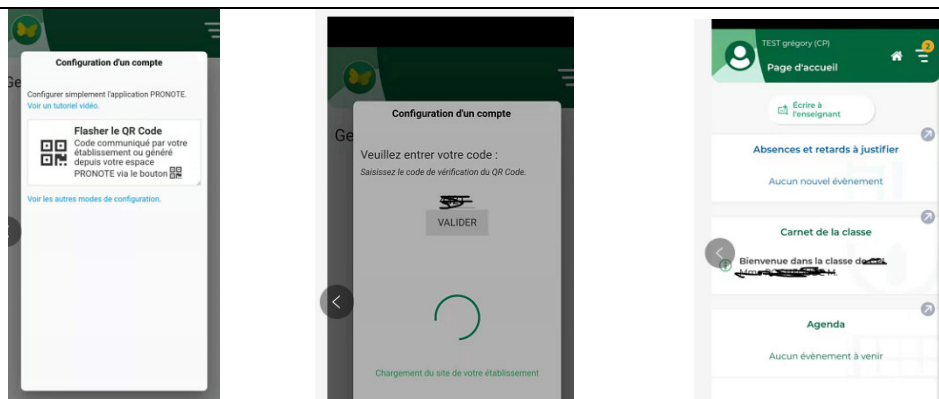 Ge
Configuration d'un compte
Configurer simplement l'application PRONOTE.
Voir un tutoriel vidéo.
Flasher le QR Code
Code communiqué par votre
établissement ou généré
depuis votre espace
PRONOTE via le bouton
Voir les autres modes de configuration.
Configuration d'un compte
Ge
Veuillez entrer votre code :
Saisissez le code de vérification du QR Code.
VALIDER
Chargement du site de votre établissement
TEST grégory (CP)
Page d'accueil
2
Écrire à
l'enseignant
Absences et retards à justifier
Aucun nouvel évènement
Carnet de la classe
Bienvenue dans la classe
Agenda
Aucun évènement à venir